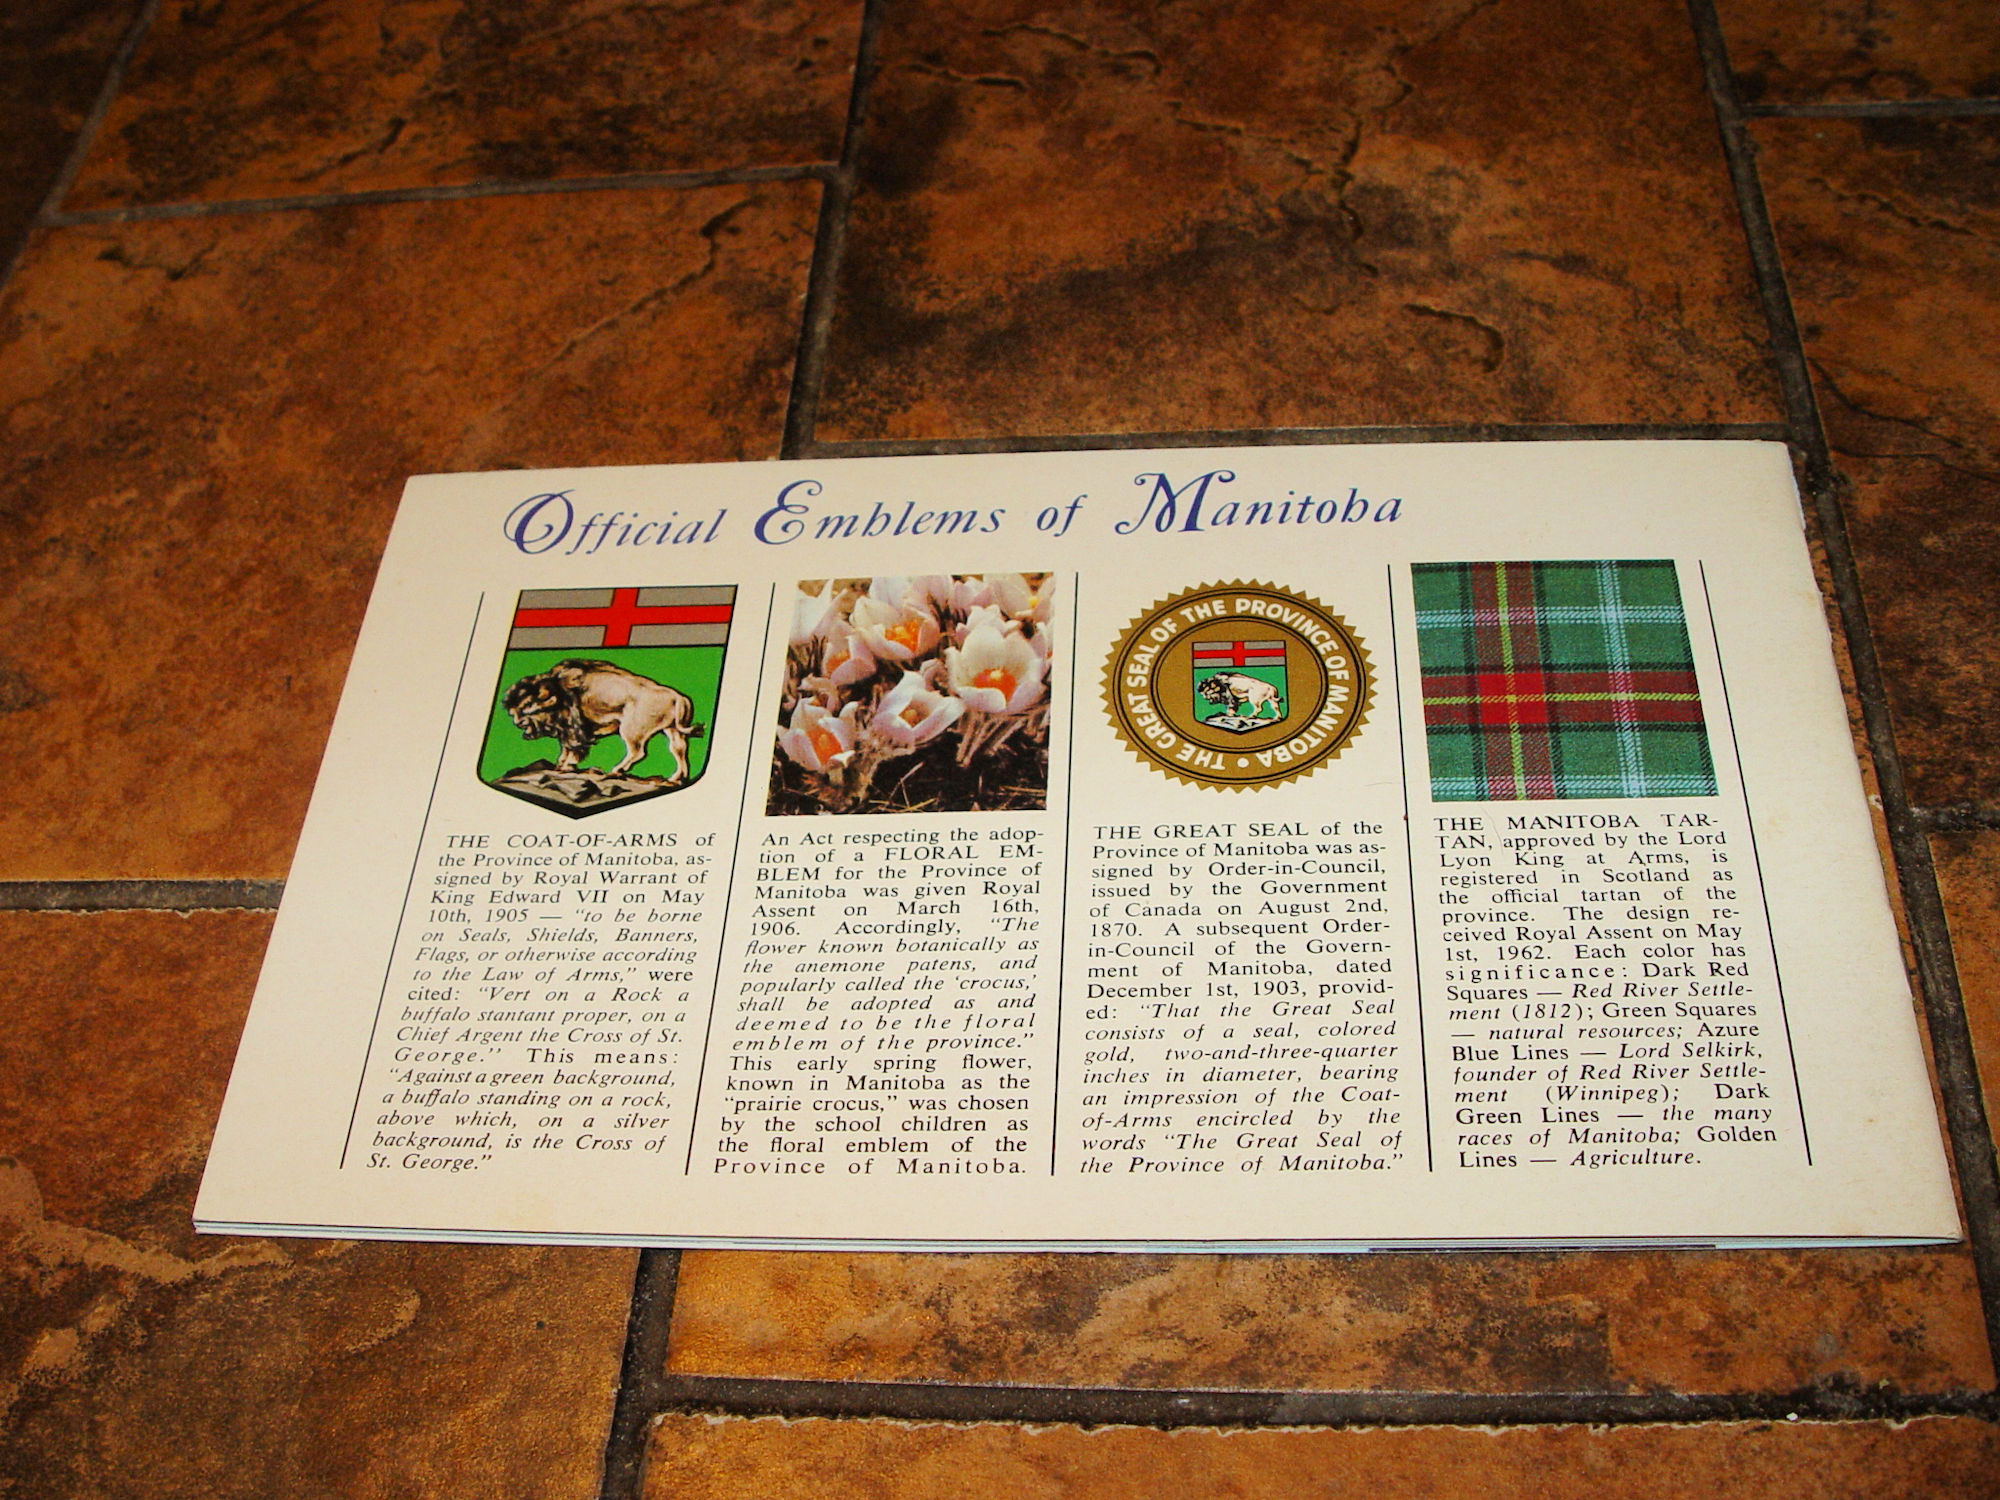 Official Emblems of Manitoba
THE COAT-OF-ARMS of
the Province of Manitoba, as-
signed by Royal Warrant of
King Edward VII on May
10th, 1905 — "to be borne
on Seals, Shields, Banners,
Flags, or otherwise according
to the Law of Arms," were
cited: "Vert on a Rock a
buffalo stantant proper, on a
Chief Argent the Cross of St.
George." This means:
"Against a green background,
a buffalo standing on a rock,
above which, on a silver
background, is the Cross of
St. George."
An Act respecting the adop-
tion of a FLORAL EM-
BLEM for the Province of
Manitoba was given Royal
Assent on March 16th,
1906. Accordingly, "The
flower known botanically as
the anemone patens, and
popularly called the 'crocus,'
shall be adopted as and
deemed to be the floral
emblem of the province."
This early spring flower,
known in Manitoba as the
"prairie crocus," was chosen
by the school children as
the floral emblem of the
Province of Manitoba.
THE GREAT SEAL OF THE PROVINCE OF MANITOBA •
THE GREAT SEAL of the
Province of Manitoba was as-
signed by Order-in-Council,
issued by the Government
of Canada on August 2nd,
1870. A subsequent Order-
in-Council of the Govern-
ment of Manitoba, dated
December 1st, 1903, provid-
ed: "That the Great Seal
consists of a seal, colored
gold, two-and-three-quarter
inches in diameter, bearing
an impression of the Coat-
of-Arms encircled by the
words "The Great Seal of
the Province of Manitoba."
THE MANITOBA TAR-
TAN, approved by the Lord
Lyon King at Arms, is
registered in Scotland as
the official tartan of the
province. The design re-
ceived Royal Assent on May
1st, 1962. Each color has
significance: Dark Red
Squares — Red River Settle-
ment (1812); Green Squares
— natural resources; Azure
Blue Lines — Lord Selkirk,
founder of Red River Settle-
ment (Winnipeg); Dark
Green Lines — the many
races of Manitoba; Golden
Lines — Agriculture.